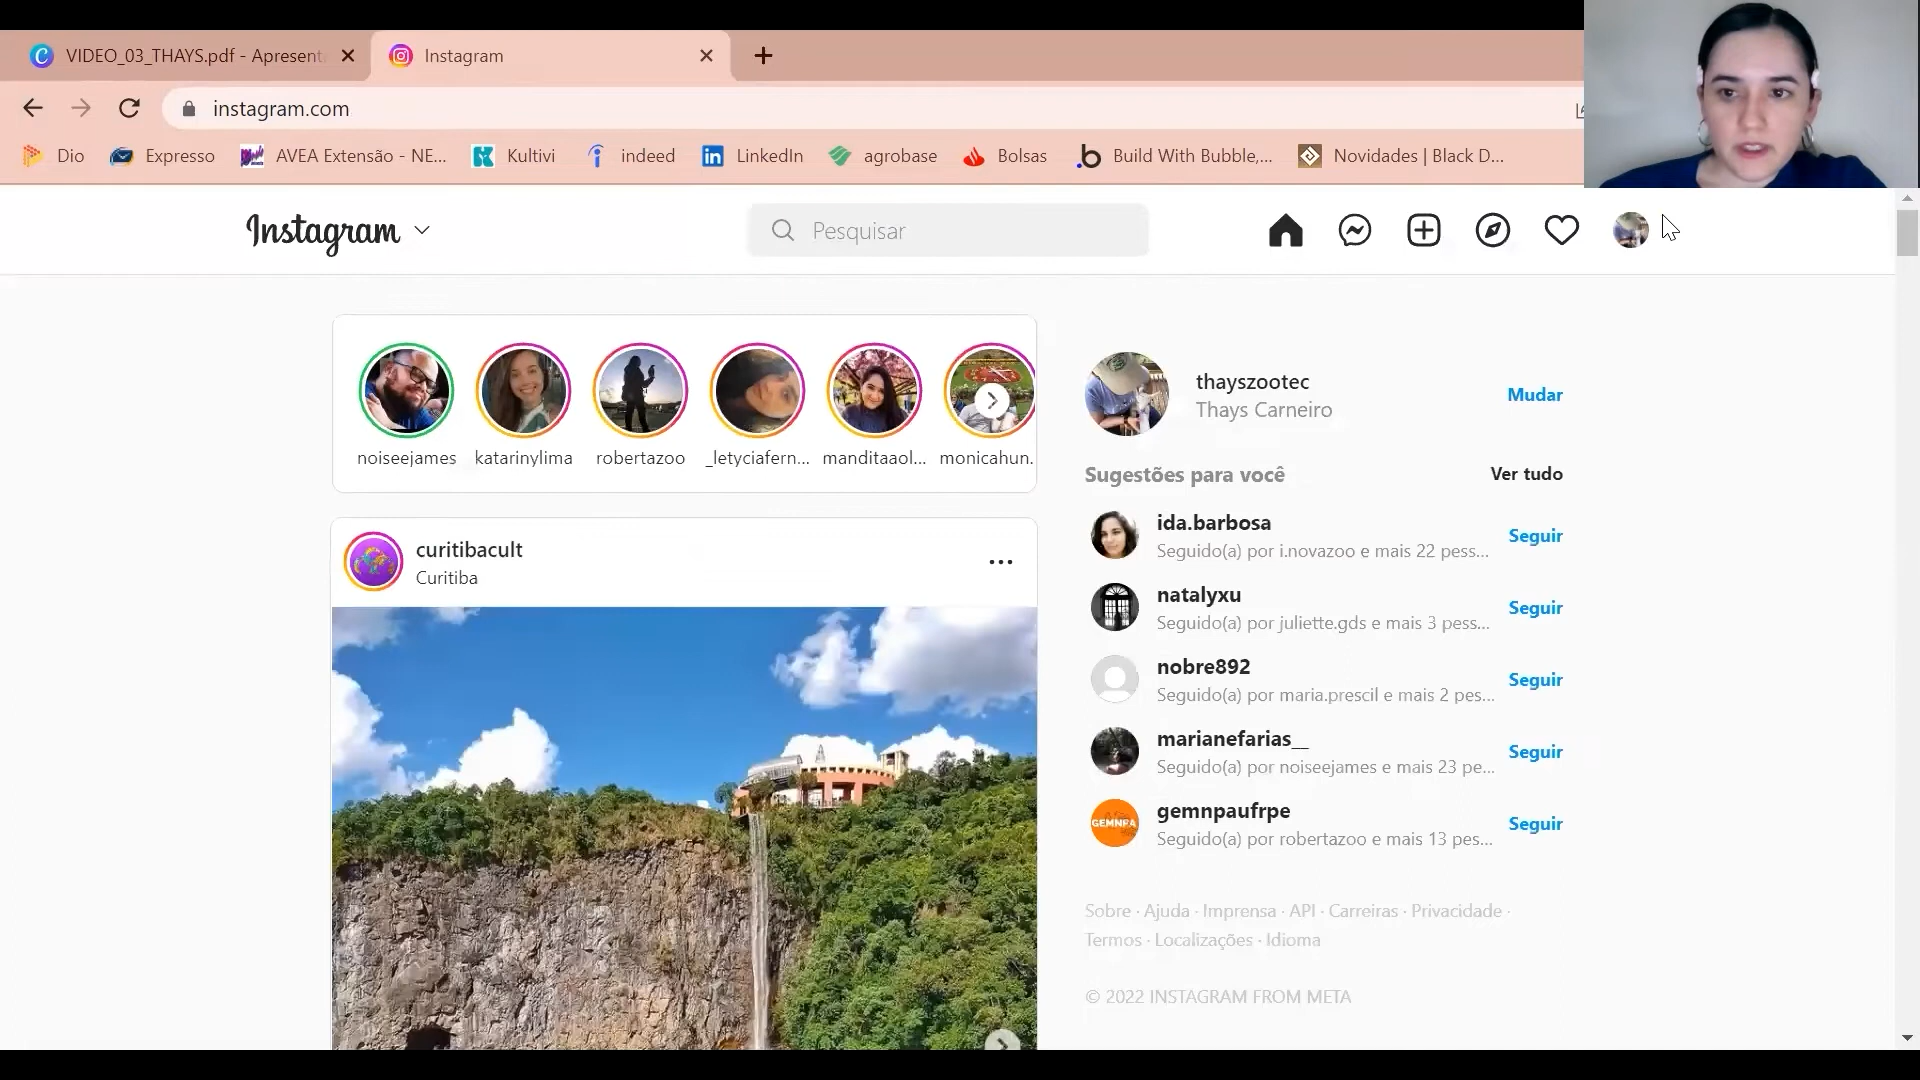 VIDEO_03_THAYS.pdf - Apresent
Instagram
instagram.com
Dio
Expresso
AVEA Extensão - NE...
Kultivi
indeed
LinkedIn
agrobase
Bolsas
Build With Bubble,...
Novidades | Black D...
Instagram
Pesquisar
noiseejames
katarinylima
robertazoo
_letyciafern...
manditaaol...
monicahun.
thayszootec
Thays Carneiro
Mudar
Sugestões para você
Ver tudo
ida.barbosa
Seguido(a) por i.novazoo e mais 22 pess...
Seguir
natalyxu
Seguido(a) por juliette.gds e mais 3 pess...
Seguir
nobre892
Seguido(a) por maria.prescil e mais 2 pes...
Seguir
marianefarias__
Seguido(a) por noiseejames e mais 23 pe...
Seguir
gemnpaufrpe
Seguido(a) por robertazoo e mais 13 pes...
Seguir
GEMNPA
curitibacult
Curitiba
Sobre · Ajuda · Imprensa · API · Carreiras · Privacidade ·
Termos · Localizações · Idioma
© 2022 INSTAGRAM FROM META